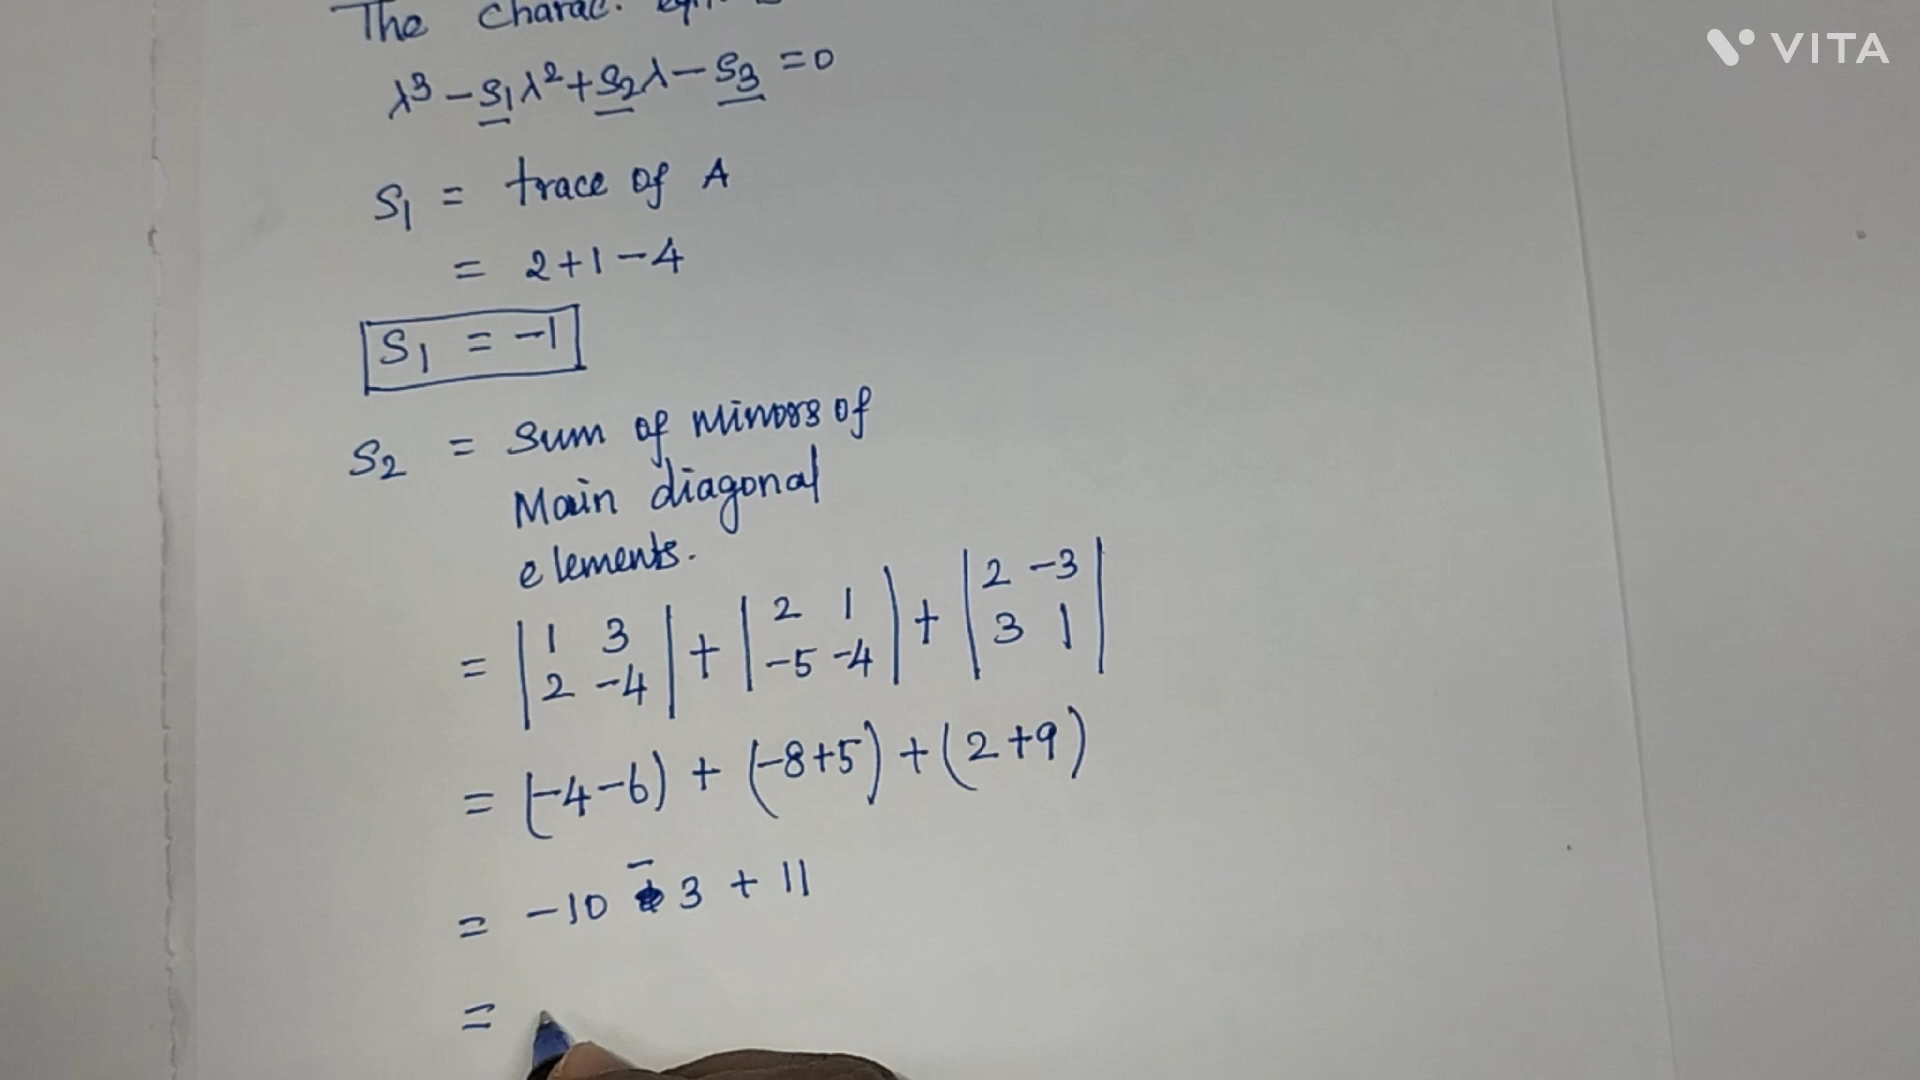 The Charac. eqn.
λ³ - S₁λ² + S₂λ - S₃ = 0
S₁ = trace of A
= 2+1-4
S₁ = -1
S₂ = Sum of Minors of
Main diagonal
elements.
= |1 3; 2 -4| + |2 1; -5 -4| + |2 -3; 3 1|
= (-4-6) + (-8+5) + (2+9)
= -10 - 3 + 11
=
VITA